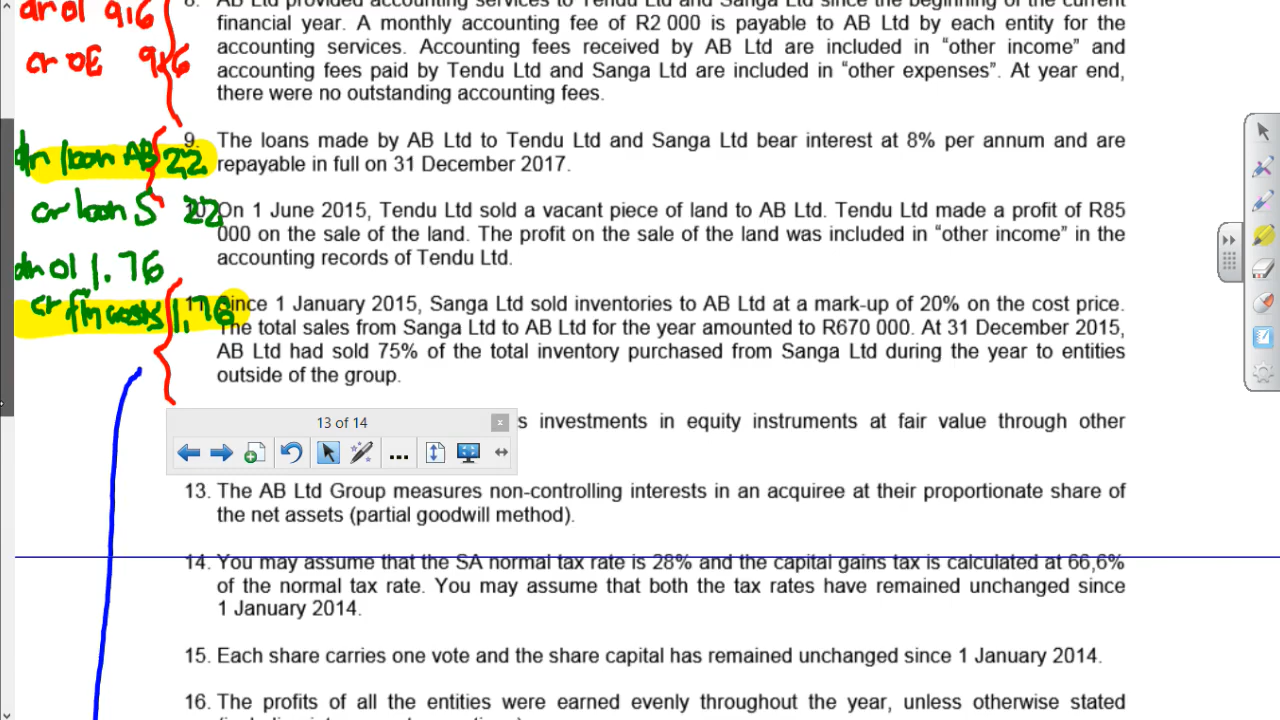 dr oI 9,6
8. AB Ltd provided accounting services to Tendu Ltd and Sanga Ltd since the beginning of the current
financial year. A monthly accounting fee of R2 000 is payable to AB Ltd by each entity for the
cr OE 9,6
accounting services. Accounting fees received by AB Ltd are included in “other income” and
accounting fees paid by Tendu Ltd and Sanga Ltd are included in “other expenses”. At year end,
there were no outstanding accounting fees.
9. The loans made by AB Ltd to Tendu Ltd and Sanga Ltd bear interest at 8% per annum and are
dr loan AB 22
repayable in full on 31 December 2017.
cr loan S 22
10. On 1 June 2015, Tendu Ltd sold a vacant piece of land to AB Ltd. Tendu Ltd made a profit of R85
000 on the sale of the land. The profit on the sale of the land was included in “other income” in the
accounting records of Tendu Ltd.
dr oI 1.76
cr fin costs 1.76
11. Since 1 January 2015, Sanga Ltd sold inventories to AB Ltd at a mark-up of 20% on the cost price.
The total sales from Sanga Ltd to AB Ltd for the year amounted to R670 000. At 31 December 2015,
AB Ltd had sold 75% of the total inventory purchased from Sanga Ltd during the year to entities
outside of the group.
13 of 14
s investments in equity instruments at fair value through other
...
13. The AB Ltd Group measures non-controlling interests in an acquiree at their proportionate share of
the net assets (partial goodwill method).
14. You may assume that the SA normal tax rate is 28% and the capital gains tax is calculated at 66,6%
of the normal tax rate. You may assume that both the tax rates have remained unchanged since
1 January 2014.
15. Each share carries one vote and the share capital has remained unchanged since 1 January 2014.
16. The profits of all the entities were earned evenly throughout the year, unless otherwise stated